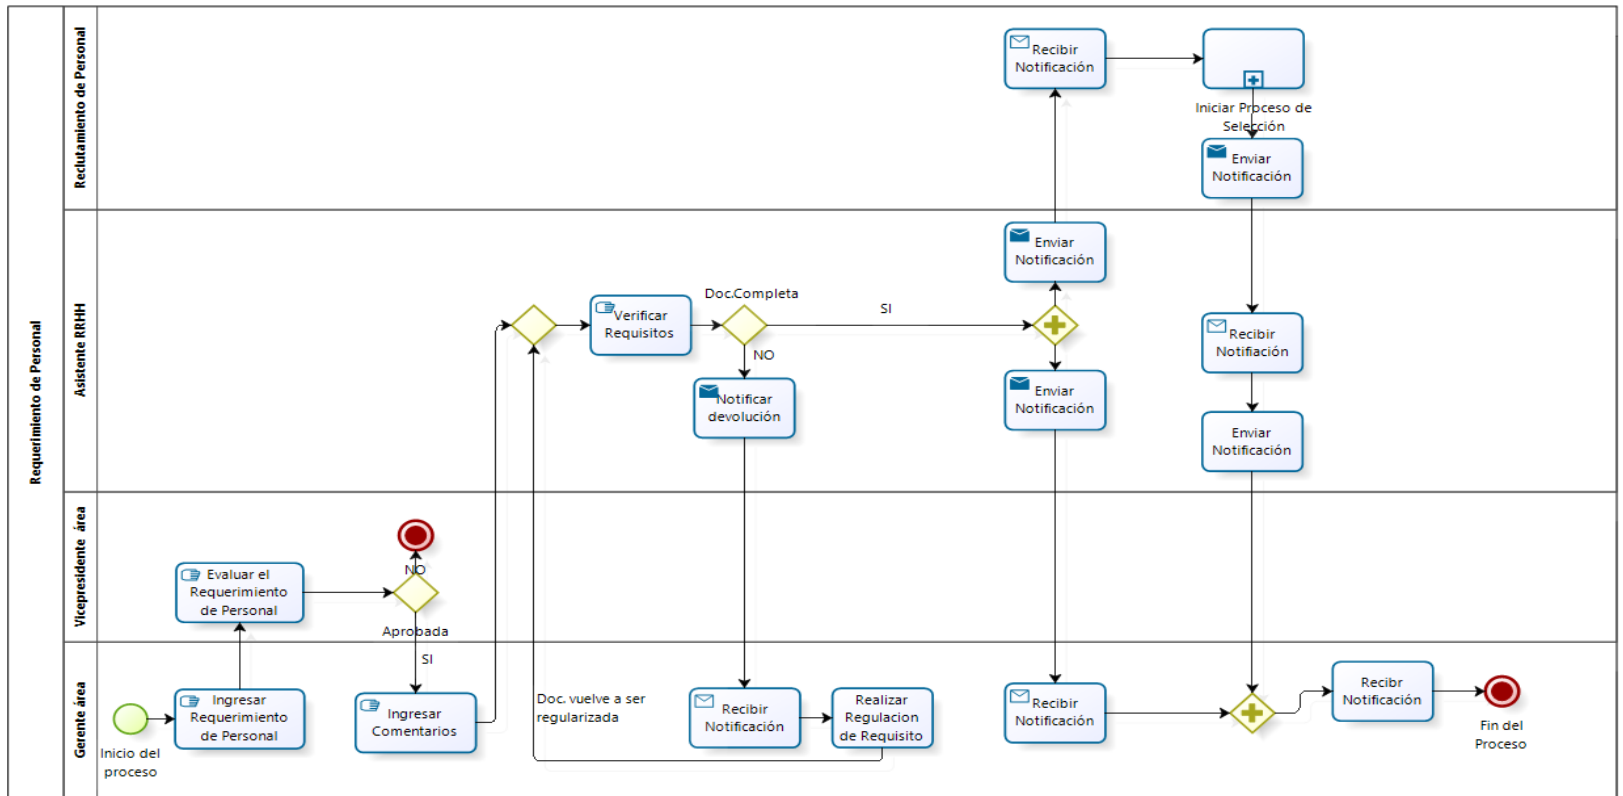 Requerimiento de Personal
Reclutamiento de Personal
Recibir
Notificación
Iniciar Proceso de
Selección
Enviar
Notificación
Asistente RRHH
Enviar
Notificación
Doc.Completa
SI
Verificar
Requisitos
NO
Notificar
devolución
Enviar
Notificación
Recibir
Notifiación
Enviar
Notificación
Vicepresidente área
Evaluar el
Requerimiento
de Personal
NO
Aprobada
Gerente área
SI
Inicio del
proceso
Ingresar
Requerimiento
de Personal
Ingresar
Comentarios
Doc. vuelve a ser
regularizada
Recibir
Notificación
Realizar
Regulacion
de Requisito
Recibir
Notificación
Recibr
Notificación
Fin del
Proceso